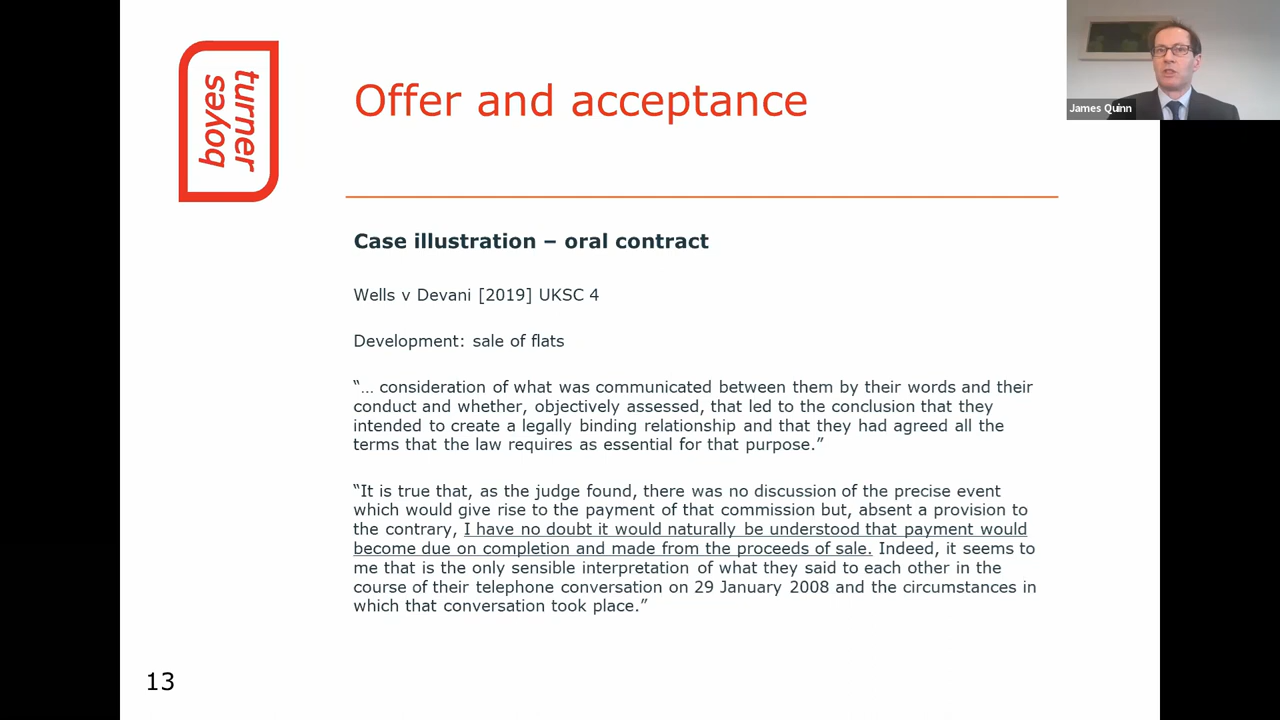 turner
boyes
Offer and acceptance
James Quinn
Case illustration – oral contract
Wells v Devani [2019] UKSC 4
Development: sale of flats
“… consideration of what was communicated between them by their words and their
conduct and whether, objectively assessed, that led to the conclusion that they
intended to create a legally binding relationship and that they had agreed all the
terms that the law requires as essential for that purpose.”
“It is true that, as the judge found, there was no discussion of the precise event
which would give rise to the payment of that commission but, absent a provision to
the contrary, I have no doubt it would naturally be understood that payment would
become due on completion and made from the proceeds of sale. Indeed, it seems to
me that is the only sensible interpretation of what they said to each other in the
course of their telephone conversation on 29 January 2008 and the circumstances in
which that conversation took place.”
13